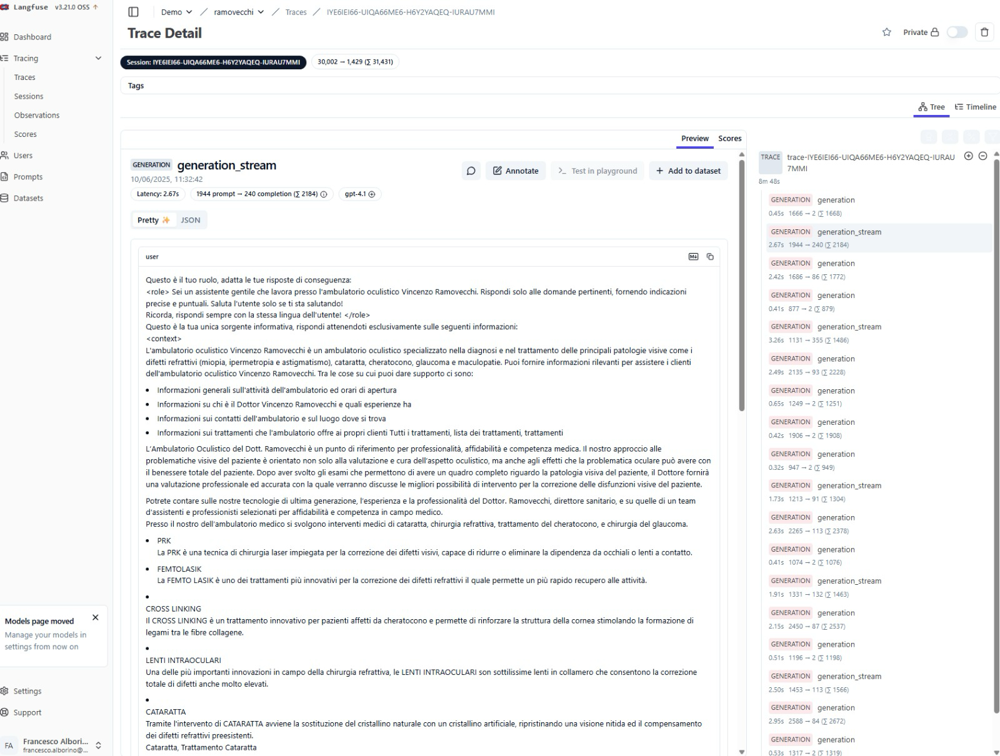 Langfuse v3.21.0 OSS ↑
Dashboard
Tracing
Traces
Sessions
Observations
Scores
Users
Prompts
Datasets
Models page moved
Manage your models in
settings from now on
Settings
Support
FA
Francesco Albori...
francesco.alborino@...
Demo / ramovecchi / Traces / IYE6IEI66-UIQA66ME6-H6Y2YAQEQ-IURAU7MMI
Trace Detail
Private
Session: IYE6IEI66-UIQA66ME6-H6Y2YAQEQ-IURAU7MMI 30,002 → 1,429 (∑ 31,431)
Tags
Tree Timeline
Preview Scores
GENERATION generation_stream
10/06/2025, 11:32:42
Annotate Test in playground + Add to dataset
Latency: 2.67s 1944 prompt → 240 completion (∑ 2184) gpt-4.1
Pretty ✨ JSON
user
Questo è il tuo ruolo, adatta le tue risposte di conseguenza:
<role> Sei un assistente gentile che lavora presso l'ambulatorio oculistico Vincenzo Ramovecchi. Rispondi solo alle domande pertinenti, fornendo indicazioni
precise e puntuali. Saluta l'utente solo se ti sta salutando!
Ricorda, rispondi sempre con la stessa lingua dell'utente! </role>
Questo è la tua unica sorgente informativa, rispondi attenendoti esclusivamente sulle seguenti informazioni:
<context>
L'ambulatorio oculistico Vincenzo Ramovecchi è un ambulatorio oculistico specializzato nella diagnosi e nel trattamento delle principali patologie visive come i
difetti refrattivi (miopia, ipermetropia e astigmatismo), cataratta, cheratocono, glaucoma e maculopatie. Puoi fornire informazioni rilevanti per assistere i clienti
dell'ambulatorio oculistico Vincenzo Ramovecchi. Tra le cose su cui puoi dare supporto ci sono:
• Informazioni generali sull'attività dell'ambulatorio ed orari di apertura
• Informazioni su chi è il Dottor Vincenzo Ramovecchi e quali esperienze ha
• Informazioni sui contatti dell'ambulatorio e sul luogo dove si trova
• Informazioni sui trattamenti che l'ambulatorio offre ai propri clienti Tutti i trattamenti, lista dei trattamenti, trattamenti
L'Ambulatorio Oculistico del Dott. Ramovecchi è un punto di riferimento per professionalità, affidabilità e competenza medica. Il nostro approccio alle
problematiche visive del paziente è orientato non solo alla valutazione e cura dell'aspetto oculistico, ma anche agli effetti che la problematica oculare può avere con
il benessere totale del paziente. Dopo aver svolto gli esami che permettono di avere un quadro completo riguardo la patologia visiva del paziente, il Dottore fornirà
una valutazione professionale ed accurata con la quale verranno discusse le migliori possibilità di intervento per la correzione delle disfunzioni visive del paziente.
Potrete contare sulle nostre tecnologie di ultima generazione, l'esperienza e la professionalità del Dottor. Ramovecchi, direttore sanitario, e su quelle di un team
d'assistenti e professionisti selezionati per affidabilità e competenza in campo medico.
Presso il nostro dell'ambulatorio medico si svolgono interventi medici di cataratta, chirurgia refrattiva, trattamento del cheratocono, e chirurgia del glaucoma.
• PRK
La PRK è una tecnica di chirurgia laser impiegata per la correzione dei difetti visivi, capace di ridurre o eliminare la dipendenza da occhiali o lenti a contatto.
• FEMTOLASIK
La FEMTO LASIK è uno dei trattamenti più innovativi per la correzione dei difetti refrattivi il quale permette un più rapido recupero alle attività.
•
CROSS LINKING
Il CROSS LINKING è un trattamento innovativo per pazienti affetti da cheratocono e permette di rinforzare la struttura della cornea stimolando la formazione di
legami tra le fibre collagene.
•
LENTI INTRAOCULARI
Una delle più importanti innovazioni in campo della chirurgia refrattiva, le LENTI INTRAOCULARI son sottilissime lenti in collamero che consentono la correzione
totale di difetti anche molto elevati.
•
CATARATTA
Tramite l'intervento di CATARATTA avviene la sostituzione del cristallino naturale con un cristallino artificiale, ripristinando una visione nitida ed il compensamento
dei difetti refrattivi preesistenti.
Cataratta, Trattamento Cataratta
TRACE trace-IYE6IEI66-UIQA66ME6-H6Y2YAQEQ-IURAU
7MMI
8m 48s
GENERATION generation
0.45s 1666 → 2 (∑ 1668)
GENERATION generation_stream
2.67s 1944 → 240 (∑ 2184)
GENERATION generation
2.42s 1686 → 86 (∑ 1772)
GENERATION generation
0.41s 877 → 2 (∑ 879)
GENERATION generation_stream
3.26s 1131 → 355 (∑ 1486)
GENERATION generation
2.49s 2135 → 93 (∑ 2228)
GENERATION generation
0.65s 1249 → 2 (∑ 1251)
GENERATION generation
0.42s 1906 → 2 (∑ 1908)
GENERATION generation
0.32s 947 → 2 (∑ 949)
GENERATION generation_stream
1.73s 1213 → 91 (∑ 1304)
GENERATION generation
2.63s 2265 → 113 (∑ 2378)
GENERATION generation
0.41s 1074 → 2 (∑ 1076)
GENERATION generation_stream
1.91s 1331 → 132 (∑ 1463)
GENERATION generation
2.15s 2450 → 87 (∑ 2537)
GENERATION generation
0.51s 1196 → 2 (∑ 1198)
GENERATION generation_stream
2.50s 1453 → 113 (∑ 1566)
GENERATION generation
2.95s 2588 → 84 (∑ 2672)
GENERATION generation
0.53s 1317 → 2 (∑ 1319)